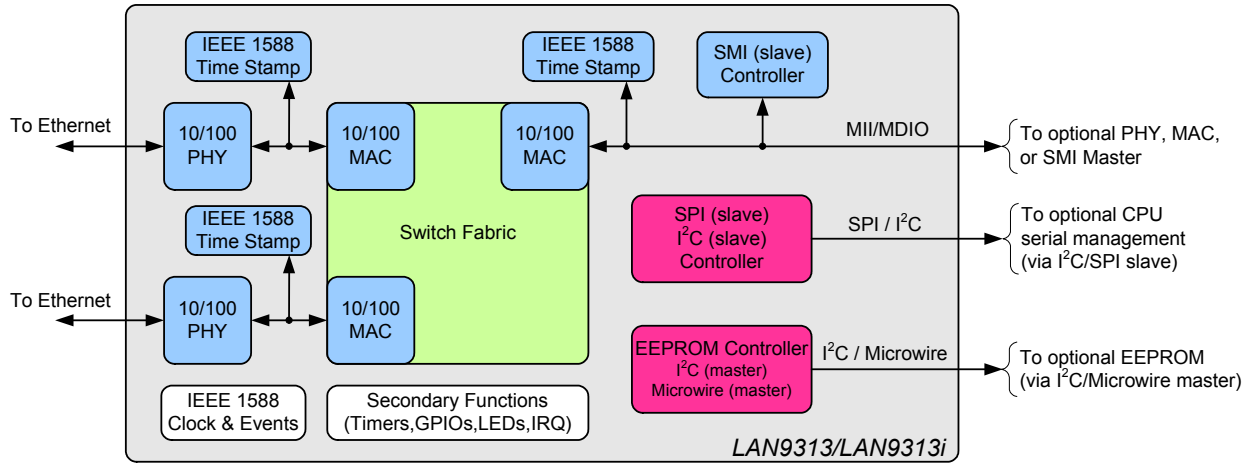 IEEE 1588
Time Stamp
IEEE 1588
Time Stamp
SMI (slave)
Controller
To Ethernet
10/100
PHY
10/100
MAC
10/100
MAC
MII/MDIO
To optional PHY, MAC,
or SMI Master
IEEE 1588
Time Stamp
Switch Fabric
SPI (slave)
I²C (slave)
Controller
SPI / I²C
To optional CPU
serial management
(via I²C/SPI slave)
To Ethernet
10/100
PHY
10/100
MAC
EEPROM Controller
I²C (master)
Microwire (master)
I²C / Microwire
To optional EEPROM
(via I²C/Microwire master)
IEEE 1588
Clock & Events
Secondary Functions
(Timers,GPIOs,LEDs,IRQ)
LAN9313/LAN9313i